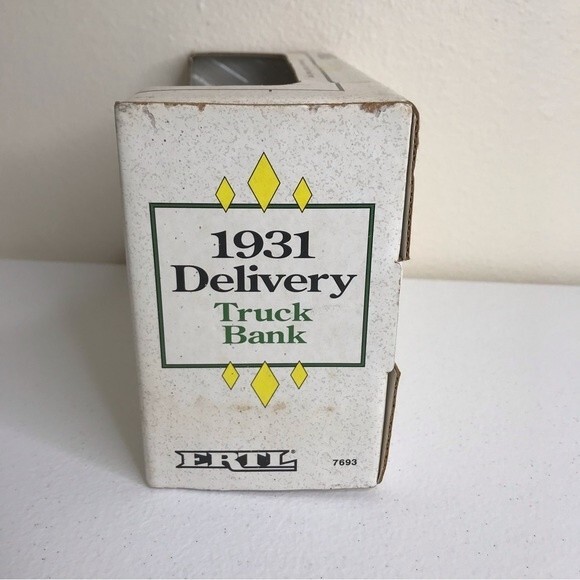 1931
Delivery
Truck
Bank
ERTL®
7693